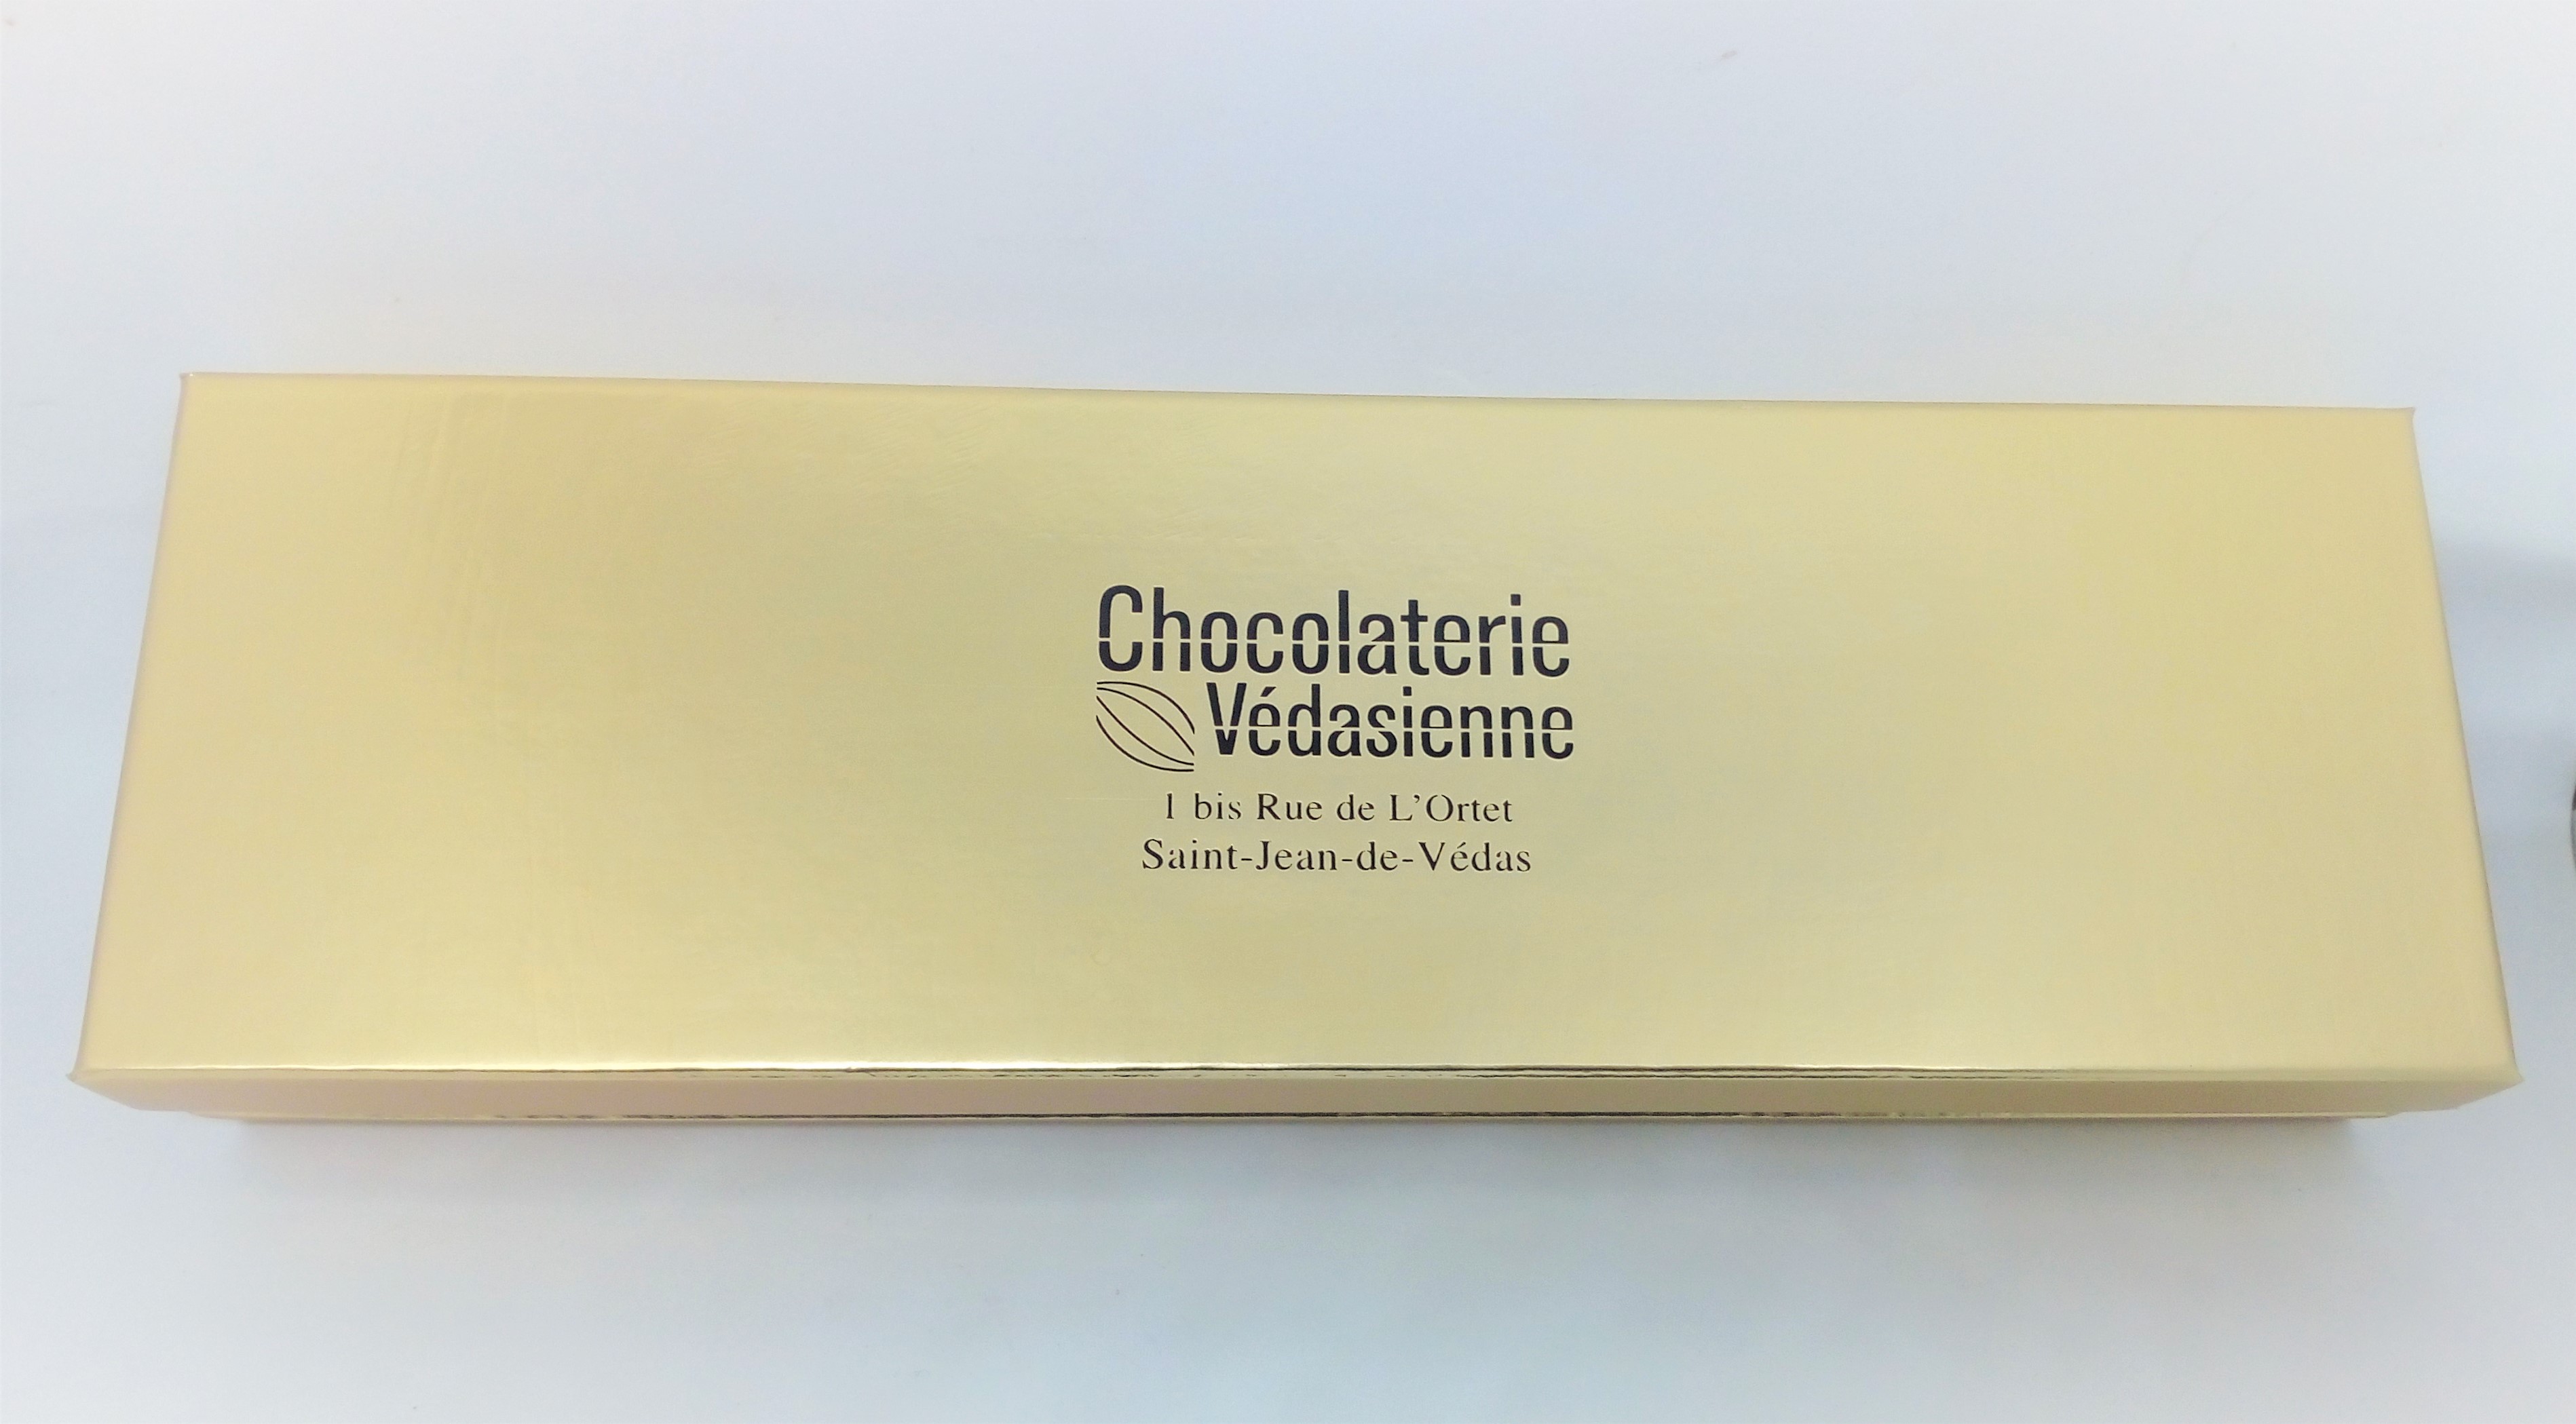 Chocolaterie
Védasienne
1 bis Rue de L'Ortet
Saint-Jean-de-Védas